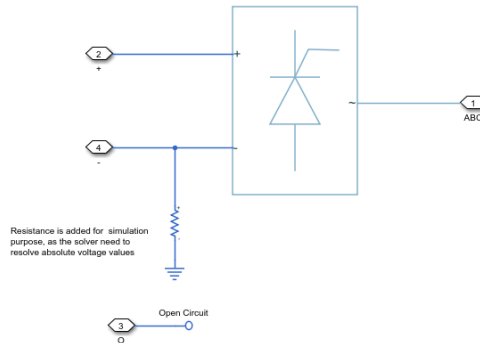 2
+
+
~
1
ABC
4
-
-
+
-
Resistance is added for simulation
purpose, as the solver need to
resolve absolute voltage values
Open Circuit
3
O